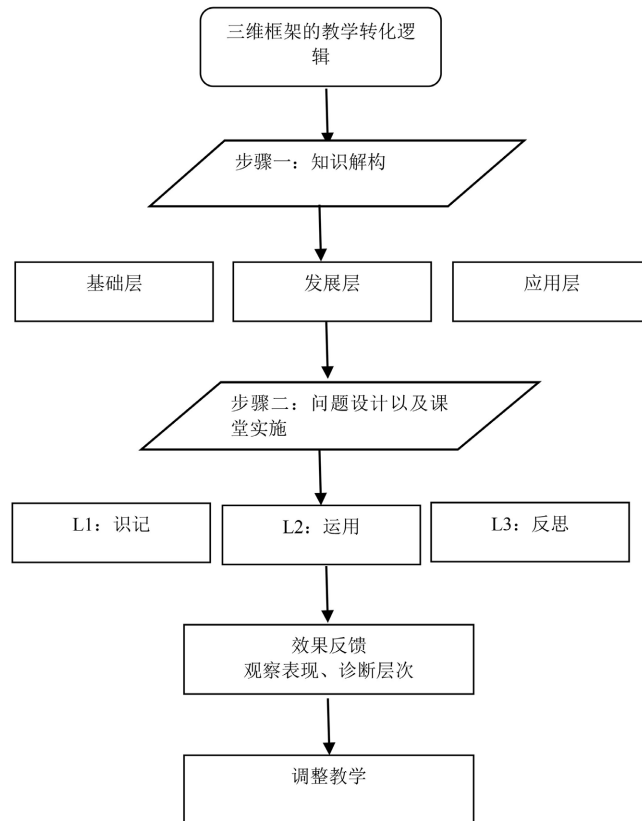 三维框架的教学转化逻
辑
步骤一：知识解构
基础层
发展层
应用层
步骤二：问题设计以及课
堂实施
L1：识记
L2：运用
L3：反思
效果反馈
观察表现、诊断层次
调整教学